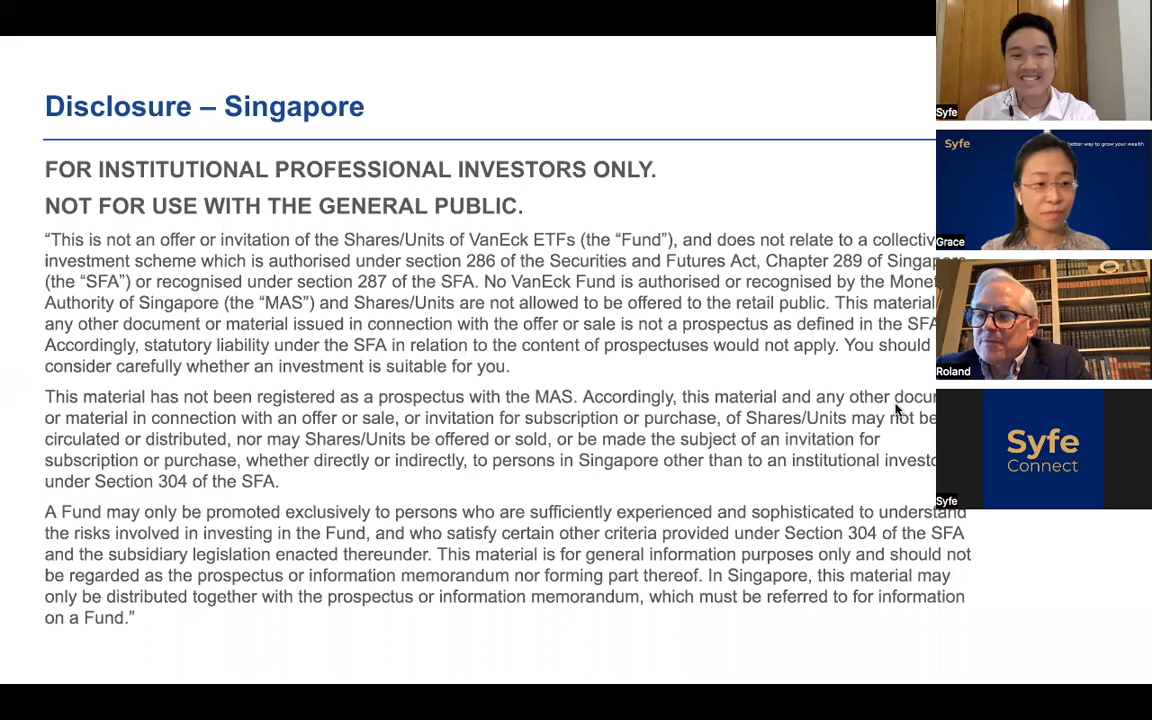 Disclosure – Singapore
FOR INSTITUTIONAL PROFESSIONAL INVESTORS ONLY.
NOT FOR USE WITH THE GENERAL PUBLIC.
“This is not an offer or invitation of the Shares/Units of VanEck ETFs (the “Fund”), and does not relate to a collectiv
investment scheme which is authorised under section 286 of the Securities and Futures Act, Chapter 289 of Singap
(the “SFA”) or recognised under section 287 of the SFA. No VanEck Fund is authorised or recognised by the Monet
Authority of Singapore (the “MAS”) and Shares/Units are not allowed to be offered to the retail public. This material
any other document or material issued in connection with the offer or sale is not a prospectus as defined in the SFA
Accordingly, statutory liability under the SFA in relation to the content of prospectuses would not apply. You should
consider carefully whether an investment is suitable for you.
This material has not been registered as a prospectus with the MAS. Accordingly, this material and any other docum
or material in connection with an offer or sale, or invitation for subscription or purchase, of Shares/Units may not be
circulated or distributed, nor may Shares/Units be offered or sold, or be made the subject of an invitation for
subscription or purchase, whether directly or indirectly, to persons in Singapore other than to an institutional investo
under Section 304 of the SFA.
A Fund may only be promoted exclusively to persons who are sufficiently experienced and sophisticated to understand
the risks involved in investing in the Fund, and who satisfy certain other criteria provided under Section 304 of the SFA
and the subsidiary legislation enacted thereunder. This material is for general information purposes only and should not
be regarded as the prospectus or information memorandum nor forming part thereof. In Singapore, this material may
only be distributed together with the prospectus or information memorandum, which must be referred to for information
on a Fund.”
Syfe
Syfe
better way to grow your wealth
Grace
Roland
Syfe
Connect
Syfe